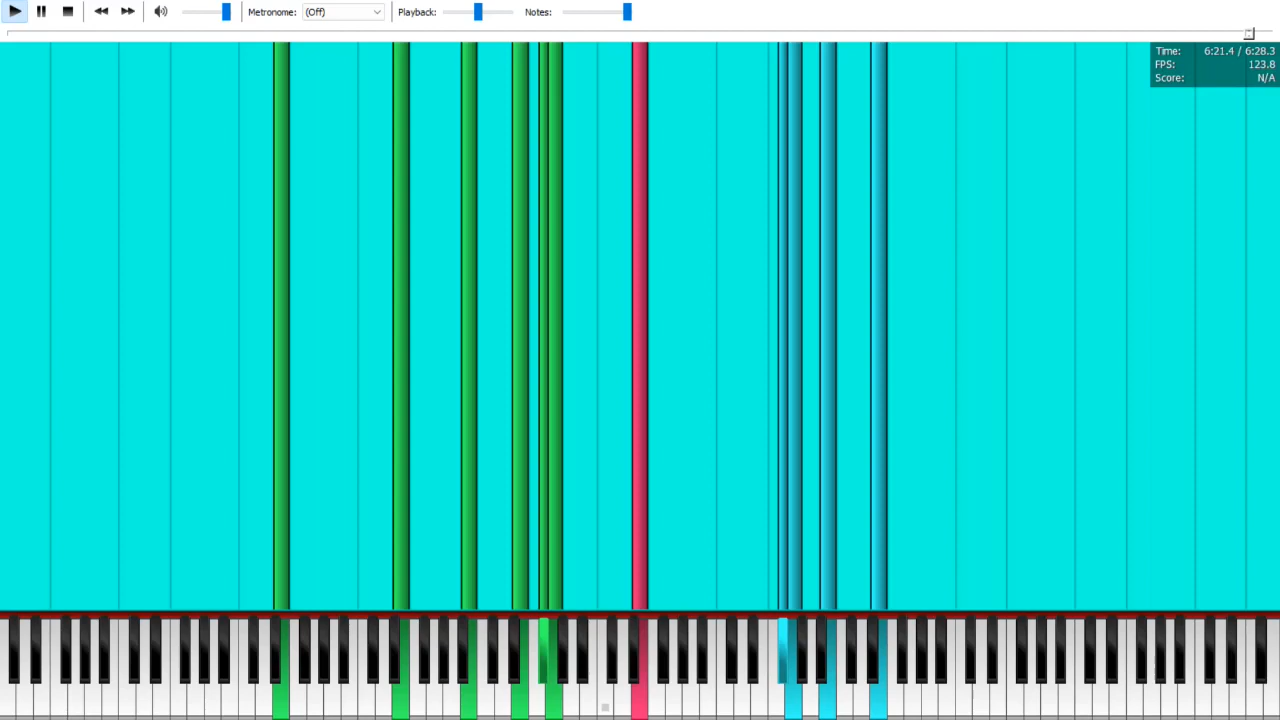 Metronome: (Off) Playback: Notes:
Time: 6:21.4 / 6:28.3
FPS: 123.8
Score: N/A